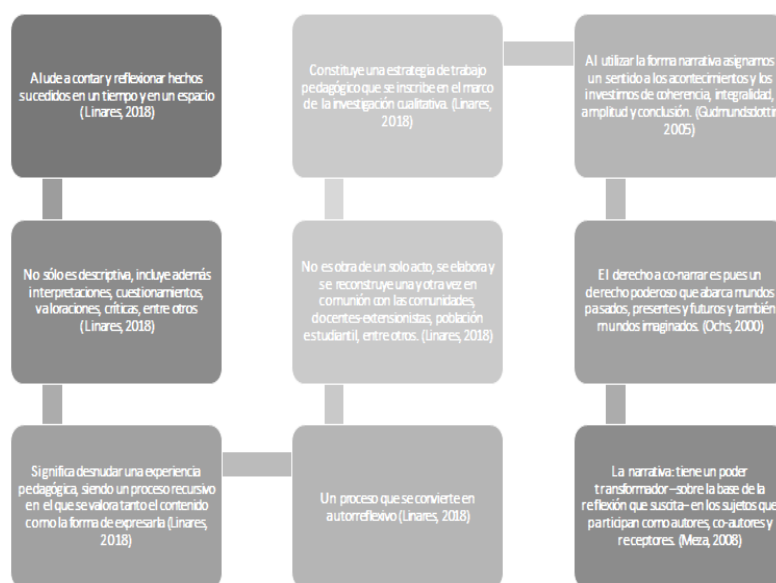 Alude a contar y reflexionar hechos
sucedidos en un tiempo y en un espacio
(Linares, 2018)
No sólo es descriptiva, incluye además
interpretaciones, cuestionamientos,
valoraciones, críticas, entre otros
(Linares, 2018)
Significa desnudar una experiencia
pedagógica, siendo un proceso recursivo
en el que se valora tanto el contenido
como la forma de expresarla (Linares,
2018)
Un proceso que se convierte en
autorreflexivo (Linares, 2018)
No es obra de un solo acto, se elabora y
se reconstruye una y otra vez en
comunión con las comunidades,
docentes-extensionistas, población
estudiantil, entre otros. (Linares, 2018)
Constituye una estrategia de trabajo
pedagógico que se inscribe en el marco
de la investigación cualitativa. (Linares,
2018)
Al utilizar la forma narrativa asignamos
un sentido a los acontecimientos y los
investimos de coherencia, integralidad,
amplitud y conclusión. (Gudmundsdottir
2005)
El derecho a co-narrar es pues un
derecho poderoso que abarca mundos
pasados, presentes y futuros y también
mundos imaginados. (Ochs, 2000)
La narrativa: tiene un poder
transformador –sobre la base de la
reflexión que suscita– en los sujetos que
participan como autores, co-autores y
receptores. (Meza, 2008)